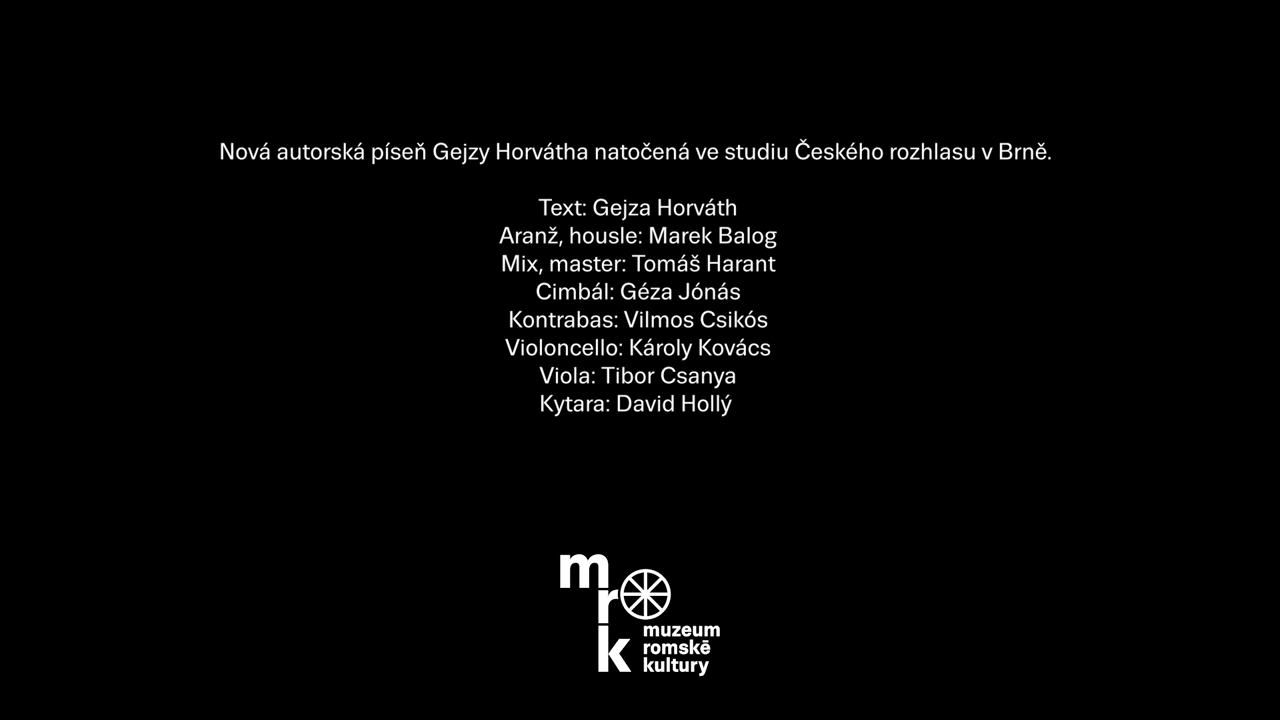 Nová autorská píseň Gejzy Horvátha natočená ve studiu Českého rozhlasu v Brně.
Text: Gejza Horváth
Aranž, housle: Marek Balog
Mix, master: Tomáš Harant
Cimbál: Géza Jónás
Kontrabas: Vilmos Csikós
Violoncello: Károly Kovács
Viola: Tibor Csanya
Kytara: David Hollý
m
r
k
muzeum
romské
kultury